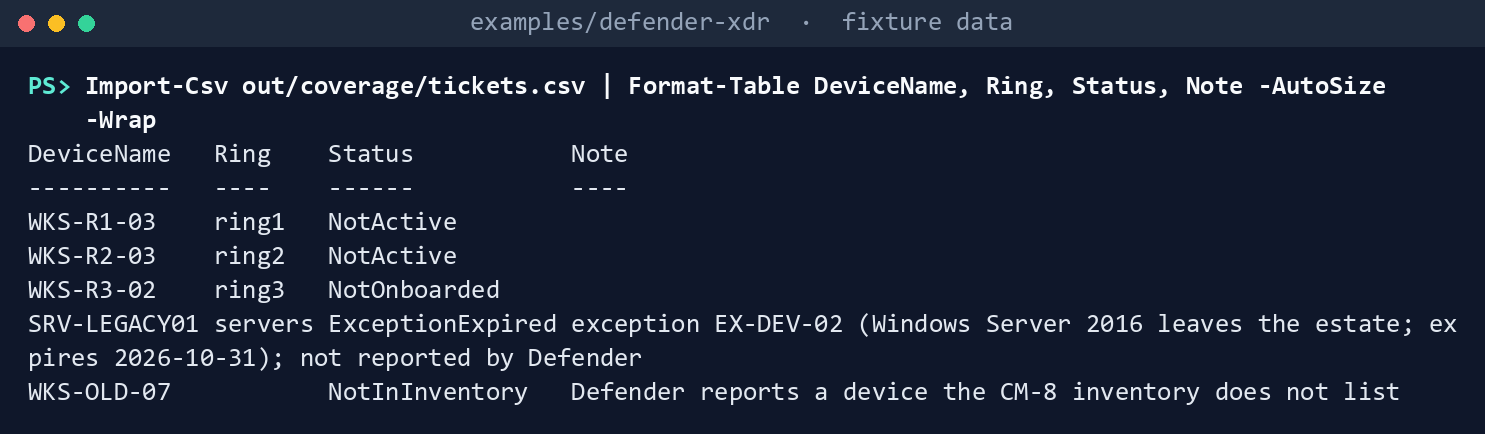 examples/defender-xdr · fixture data
PS> Import-Csv out/coverage/tickets.csv | Format-Table DeviceName, Ring, Status, Note -AutoSize
-Wrap
DeviceName   Ring    Status           Note
----------   ----    ------           ----
WKS-R1-03    ring1   NotActive
WKS-R2-03    ring2   NotActive
WKS-R3-02    ring3   NotOnboarded
SRV-LEGACY01 servers ExceptionExpired exception EX-DEV-02 (Windows Server 2016 leaves the estate; ex
pires 2026-10-31); not reported by Defender
WKS-OLD-07           NotInInventory   Defender reports a device the CM-8 inventory does not list